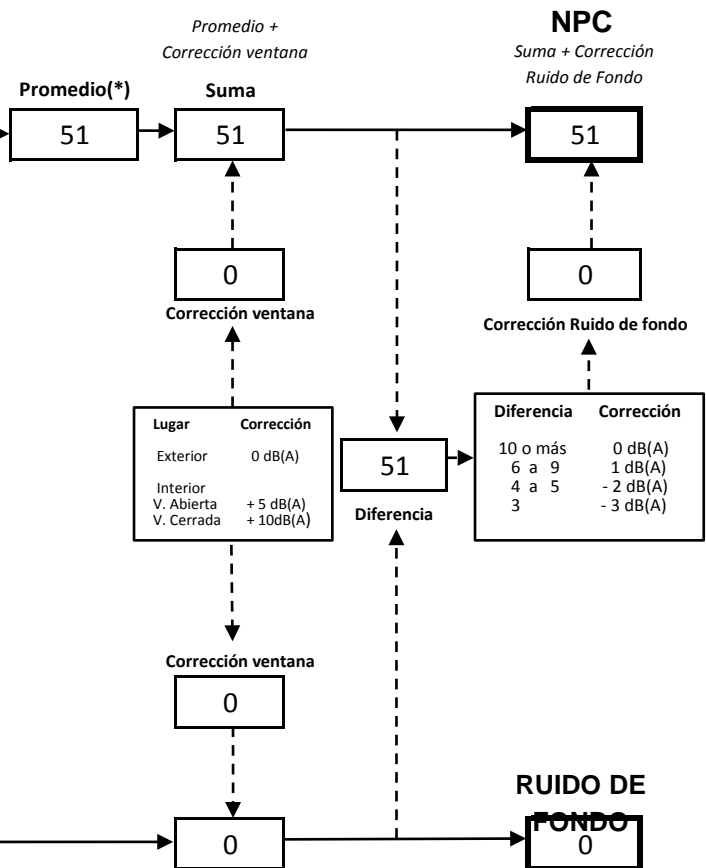 Promedio +
Corrección ventana
NPC
Suma + Corrección
Ruido de Fondo
Promedio(*)
Suma
51
51
51
0
0
Corrección ventana
Corrección Ruido de fondo
Lugar Corrección
Exterior 0 dB(A)
Interior
V. Abierta + 5 dB(A)
V. Cerrada + 10dB(A)
51
Diferencia
Diferencia Corrección
10 o más 0 dB(A)
6 a 9 1 dB(A)
4 a 5 - 2 dB(A)
3 - 3 dB(A)
Corrección ventana
0
RUIDO DE
FONDO
0
0